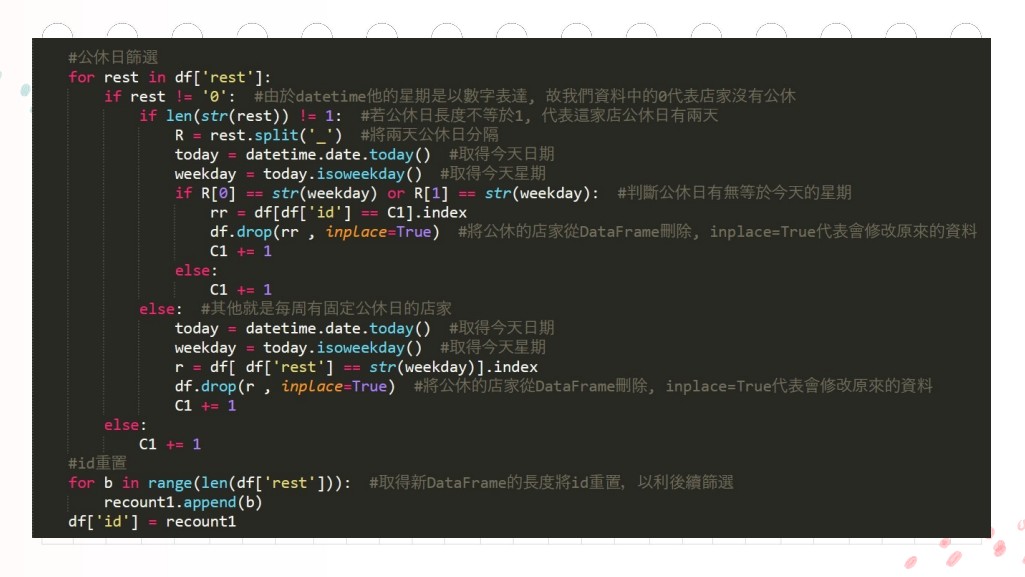 #公休日篩選
for rest in df['rest']:
    if rest != '0':  #由於datetime他的星期是以數字表達, 故我們資料中的0代表店家沒有公休
        if len(str(rest)) != 1:  #若公休日長度不等於1, 代表這家店公休日有兩天
            R = rest.split('_')  #將兩天公休日分隔
            today = datetime.date.today()  #取得今天日期
            weekday = today.isoweekday()  #取得今天星期
            if R[0] == str(weekday) or R[1] == str(weekday):  #判斷公休日有無等於今天的星期
                rr = df[df['id'] == C1].index
                df.drop(rr , inplace=True)  #將公休的店家從DataFrame刪除, inplace=True代表會修改原來的資料
                C1 += 1
            else:
                C1 += 1
        else:  #其他就是每周有固定公休日的店家
            today = datetime.date.today()  #取得今天日期
            weekday = today.isoweekday()  #取得今天星期
            r = df[ df['rest'] == str(weekday)].index
            df.drop(r , inplace=True)  #將公休的店家從DataFrame刪除, inplace=True代表會修改原來的資料
            C1 += 1
    else:
        C1 += 1
#id重置
for b in range(len(df['rest'])):  #取得新DataFrame的長度將id重置, 以利後續篩選
    recount1.append(b)
df['id'] = recount1